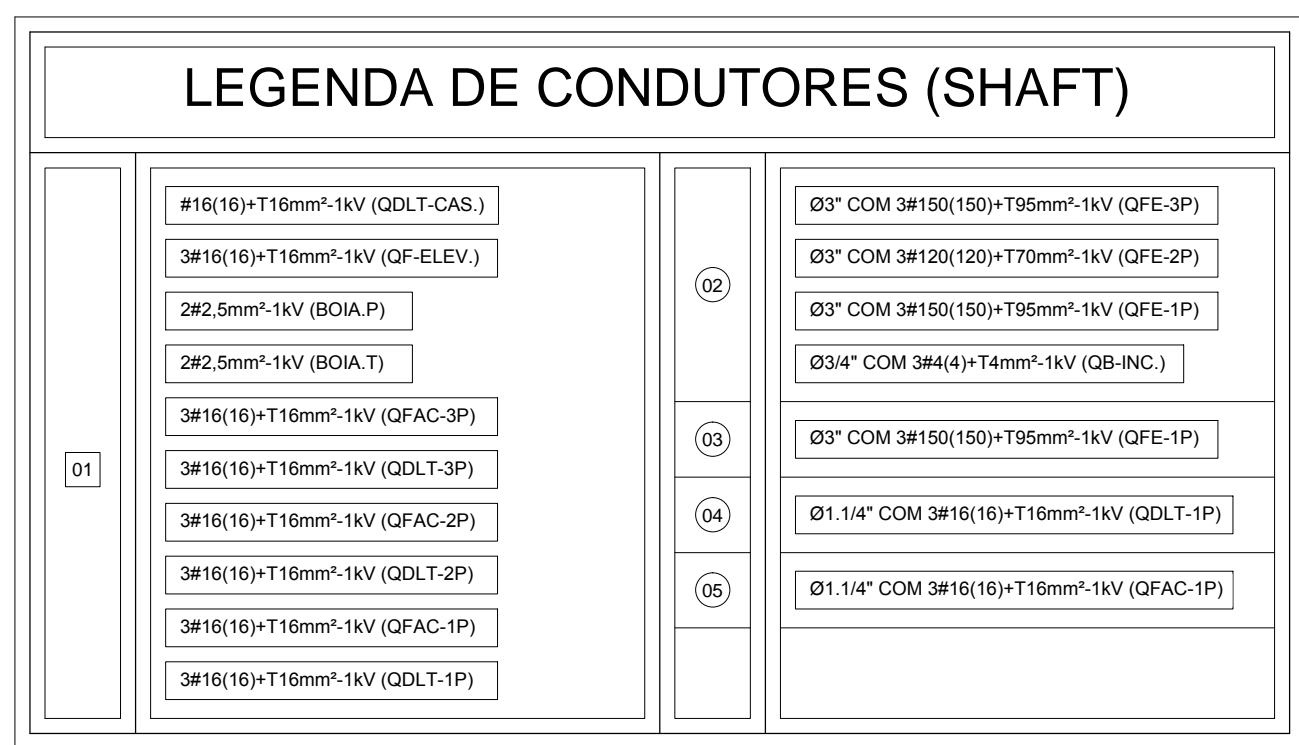 LEGENDA DE CONDUTORES (SHAFT)
01
#16(16)+T16mm²-1kV (QDLT-CAS.)
3#16(16)+T16mm²-1kV (QF-ELEV.)
2#2,5mm²-1kV (BOIA.P)
2#2,5mm²-1kV (BOIA.T)
3#16(16)+T16mm²-1kV (QFAC-3P)
3#16(16)+T16mm²-1kV (QDLT-3P)
3#16(16)+T16mm²-1kV (QFAC-2P)
3#16(16)+T16mm²-1kV (QDLT-2P)
3#16(16)+T16mm²-1kV (QFAC-1P)
3#16(16)+T16mm²-1kV (QDLT-1P)
02
Ø3" COM 3#150(150)+T95mm²-1kV (QFE-3P)
Ø3" COM 3#120(120)+T70mm²-1kV (QFE-2P)
Ø3" COM 3#150(150)+T95mm²-1kV (QFE-1P)
Ø3/4" COM 3#4(4)+T4mm²-1kV (QB-INC.)
03
Ø3" COM 3#150(150)+T95mm²-1kV (QFE-1P)
04
Ø1.1/4" COM 3#16(16)+T16mm²-1kV (QDLT-1P)
05
Ø1.1/4" COM 3#16(16)+T16mm²-1kV (QFAC-1P)